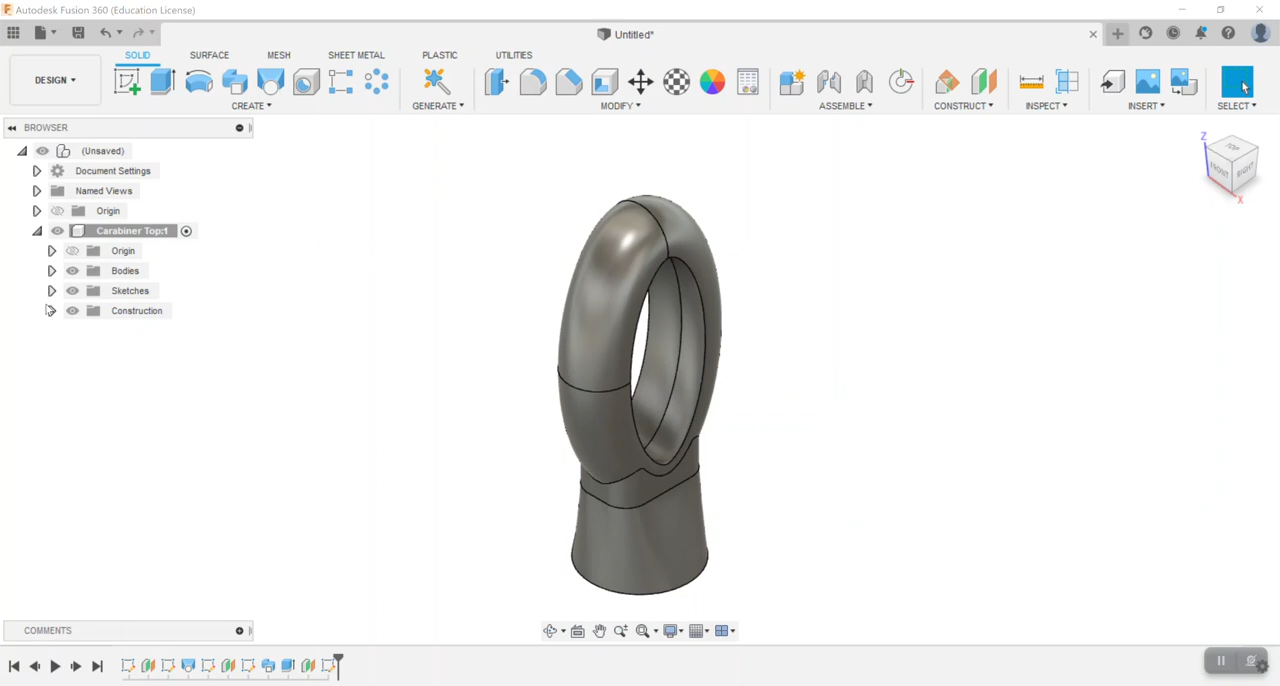 Autodesk Fusion 360 (Education License)
Untitled*
DESIGN
SOLID SURFACE MESH SHEET METAL PLASTIC UTILITIES
CREATE GENERATE MODIFY ASSEMBLE CONSTRUCT INSPECT INSERT SELECT
BROWSER
(Unsaved)
Document Settings
Named Views
Origin
Carabiner Top:1
Origin
Bodies
Sketches
Construction
Z
TOP
FRONT
RIGHT
X
COMMENTS